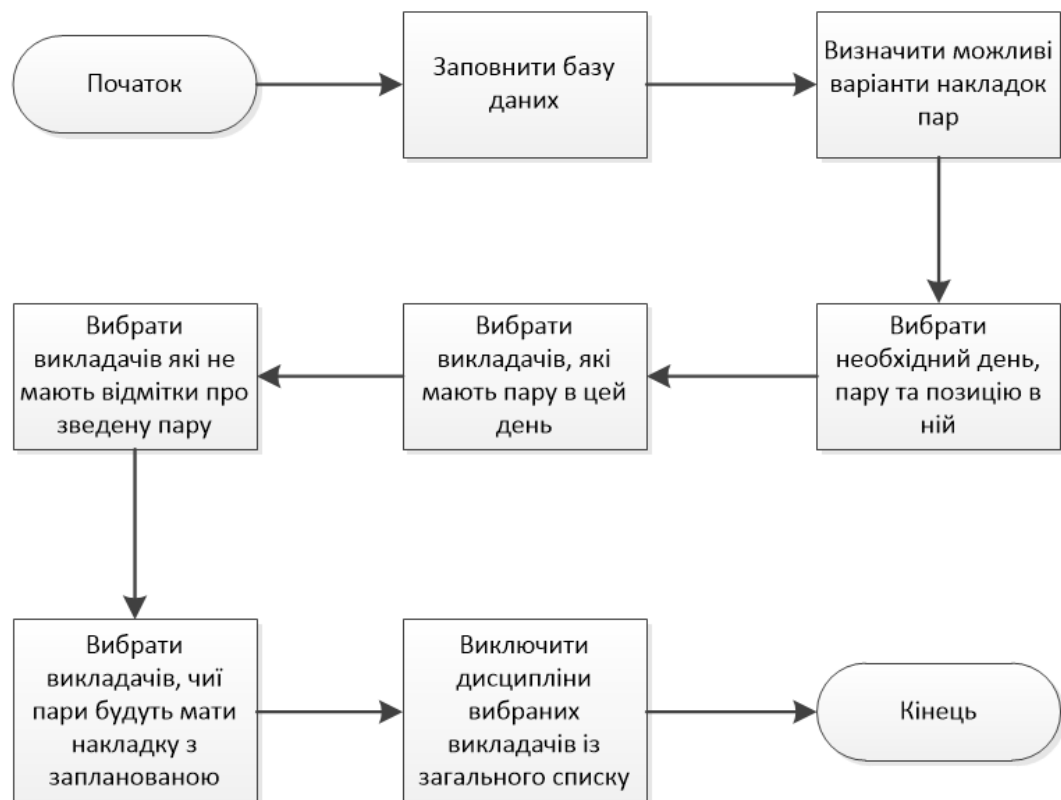 Початок
Заповнити базу
даних
Визначити можливі
варіанти накладок
пар
Вибрати
необхідний день,
пару та позицію в
ній
Вибрати
викладачів, які
мають пару в цей
день
Вибрати
викладачів які не
мають відмітки про
зведену пару
Вибрати
викладачів, чиї
пари будуть мати
накладку з
запланованою
Виключити
дисципліни
вибраних
викладачів із
загального списку
Кінець